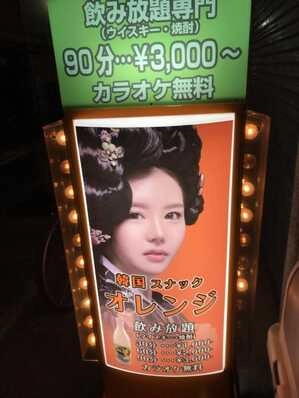 飲み放題専門
(ウイスキー・焼酎)
90分…¥3,000～
カラオケ無料
韓国 スナック
オレンジ
飲み放題
カラオケ無料